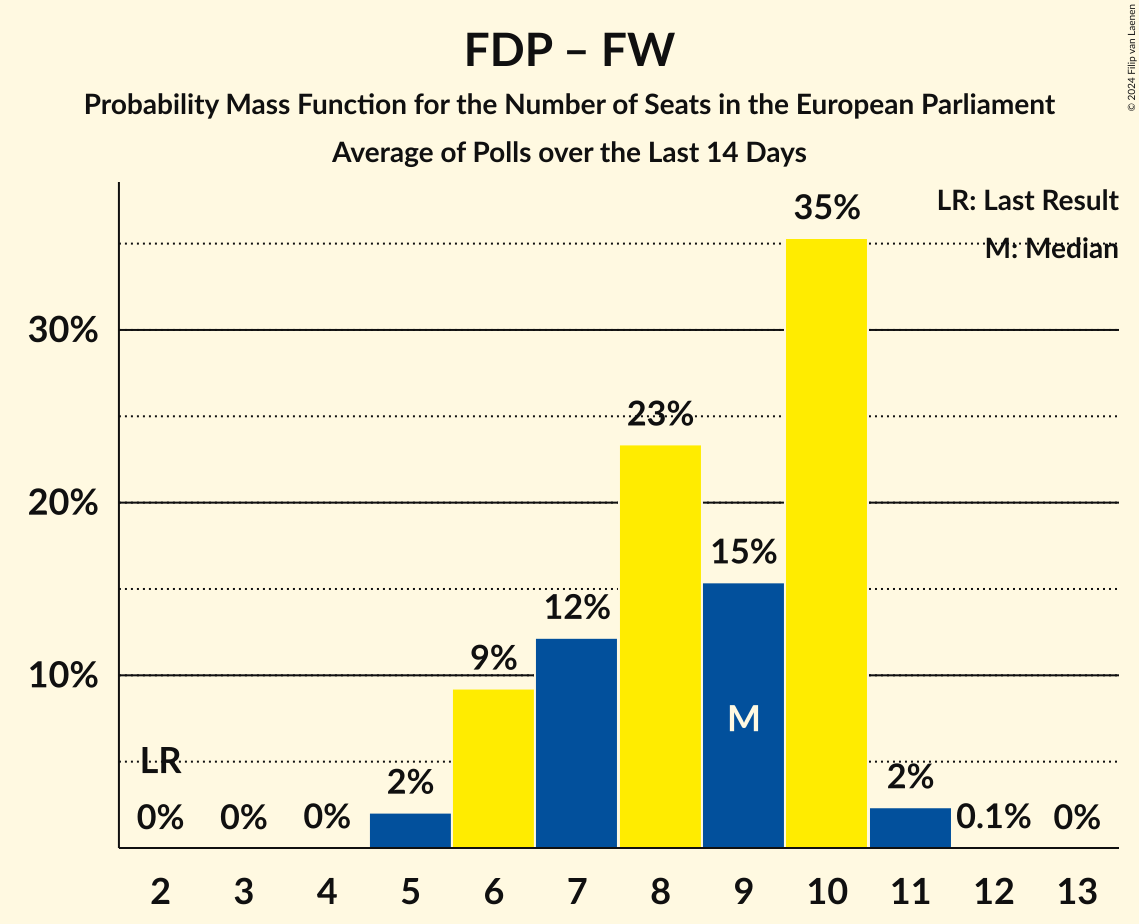 FDP – FW
Probability Mass Function for the Number of Seats in the European Parliament
Average of Polls over the Last 14 Days
© 2024 Filip van Laenen
LR: Last Result
M: Median
30%
20%
10%
LR
0%
0%
0%
2%
9%
12%
23%
15%
M
35%
2%
0.1%
0%
2 3 4 5 6 7 8 9 10 11 12 13